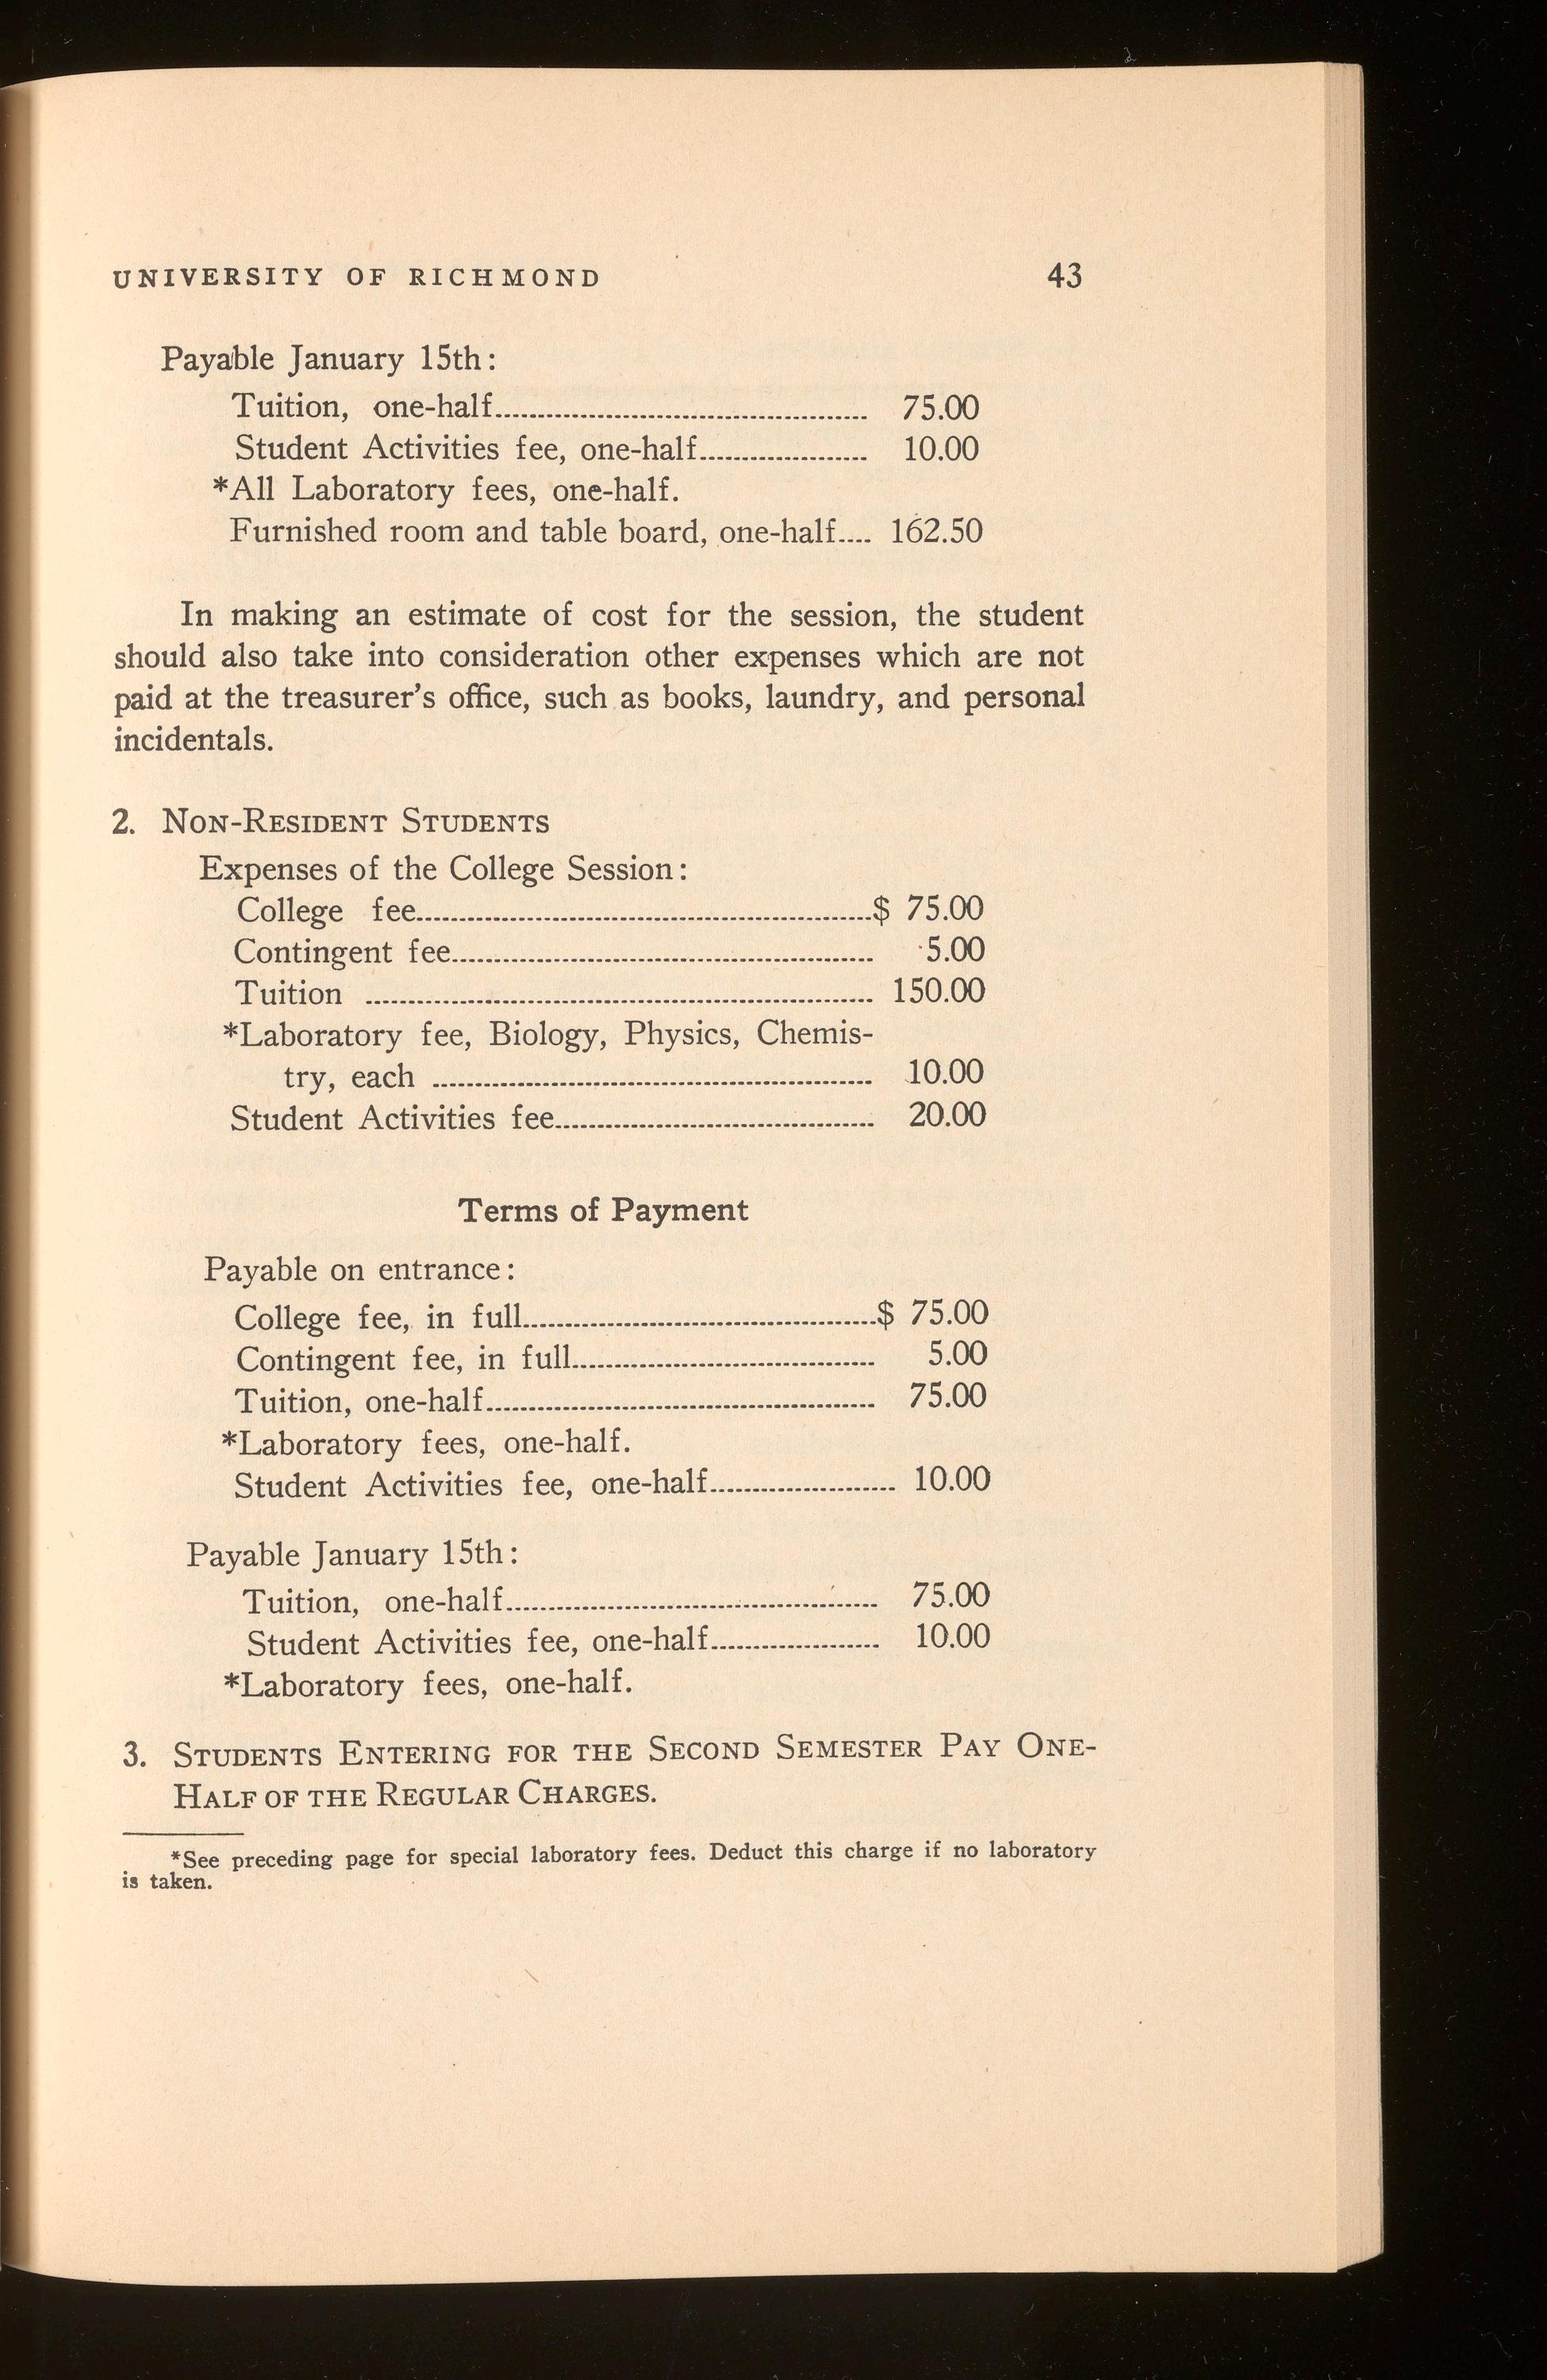 UNIVERSITY OF RICHMOND 43
Payable January 15th:
Tuition, one-half............................................ 75.00
Student Activities fee, one-half.................... 10.00
*All Laboratory fees, one-half.
Furnished room and table board, one-half.... 162.50
In making an estimate of cost for the session, the student
should also take into consideration other expenses which are not
paid at the treasurer's office, such as books, laundry, and personal
incidentals.
2. NON-RESIDENT STUDENTS
Expenses of the College Session:
College fee......................................................$ 75.00
Contingent fee.................................................. 5.00
Tuition ............................................................ 150.00
*Laboratory fee, Biology, Physics, Chemis-
try, each .................................................... 10.00
Student Activities fee...................................... 20.00
Terms of Payment
Payable on entrance:
College fee, in full..........................................$ 75.00
Contingent fee, in full.................................... 5.00
Tuition, one-half.............................................. 75.00
*Laboratory fees, one-half.
Student Activities fee, one-half...................... 10.00
Payable January 15th:
Tuition, one-half............................................ 75.00
Student Activities fee, one-half.................... 10.00
*Laboratory fees, one-half.
3. STUDENTS ENTERING FOR THE SECOND SEMESTER PAY ONE-
HALF OF THE REGULAR CHARGES.
*See preceding page for special laboratory fees. Deduct this charge if no laboratory
is taken.